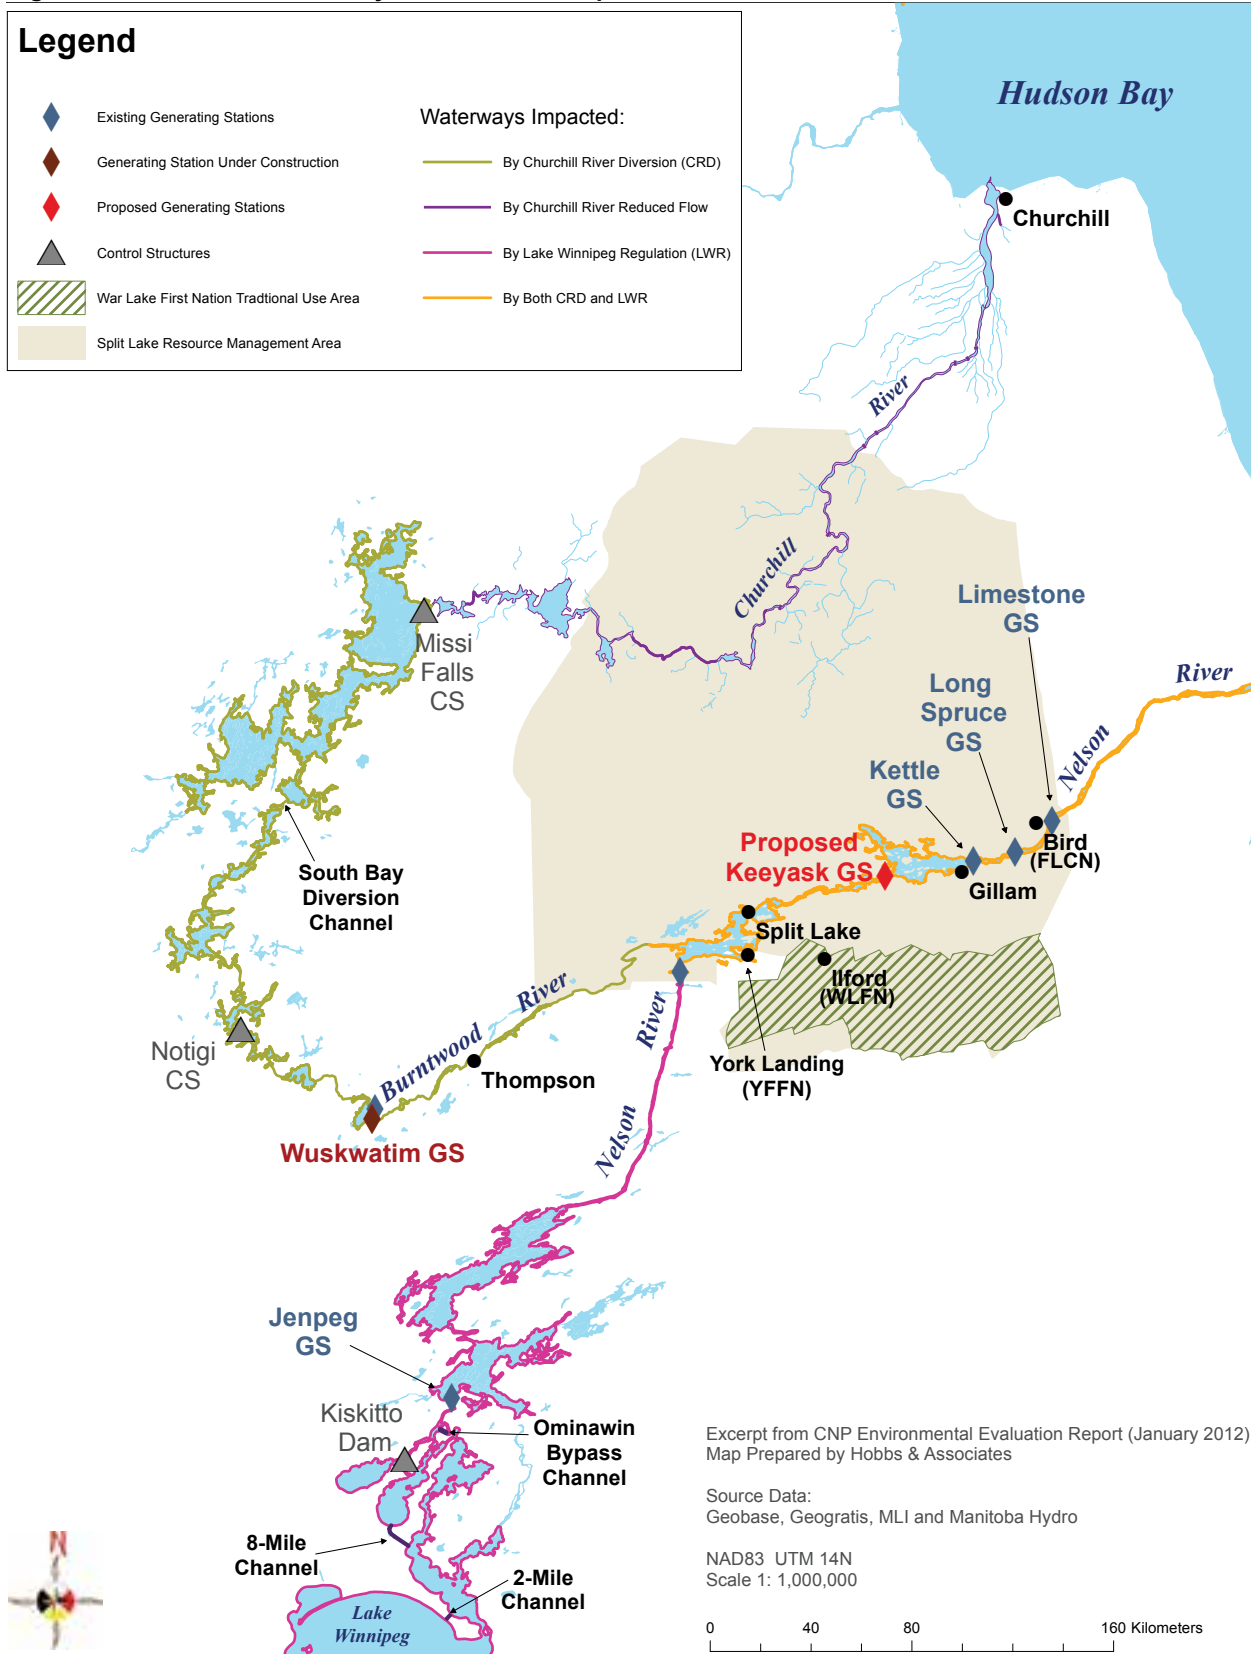 Legend
Existing Generating Stations
Generating Station Under Construction
Proposed Generating Stations
Control Structures
War Lake First Nation Tradtional Use Area
Split Lake Resource Management Area
Waterways Impacted:
By Churchill River Diversion (CRD)
By Churchill River Reduced Flow
By Lake Winnipeg Regulation (LWR)
By Both CRD and LWR
Hudson Bay
Churchill
River
Churchill
Limestone
GS
Missi
Falls
CS
River
Long
Spruce
GS
Nelson
Kettle
GS
Proposed
Keeyask GS
Bird
(FLCN)
South Bay
Diversion
Channel
Gillam
Split Lake
Ilford
(WLFN)
River
River
Notigi
CS
Burntwood
York Landing
(YFFN)
Thompson
Nelson
Wuskwatim GS
Jenpeg
GS
Kiskitto
Dam
Ominawin
Bypass
Channel
8-Mile
Channel
2-Mile
Channel
Lake
Winnipeg
Excerpt from CNP Environmental Evaluation Report (January 2012)
Map Prepared by Hobbs & Associates
Source Data:
Geobase, Geogratis, MLI and Manitoba Hydro
NAD83 UTM 14N
Scale 1: 1,000,000
0 40 80 160 Kilometers
N